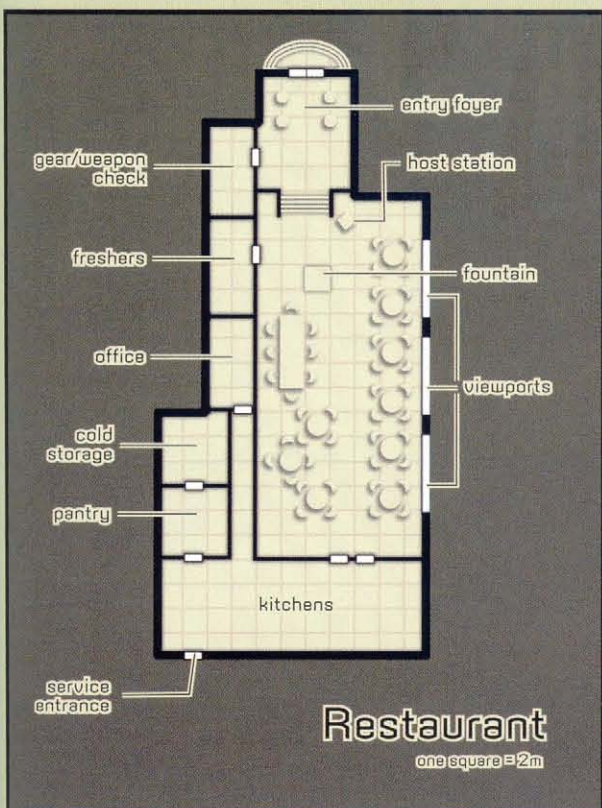 entry foyer
gear/weapon
check
host station
freshers
fountain
office
viewports
cold
storage
pantry
kitchens
service
entrance
Restaurant
one square = 2m